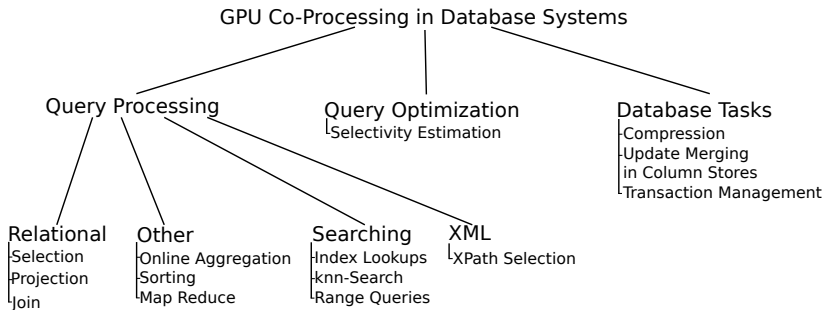 GPU Co-Processing in Database Systems
Query Processing
Query Optimization
Selectivity Estimation
Database Tasks
Compression
Update Merging
in Column Stores
Transaction Management
Relational
Selection
Projection
Join
Other
Online Aggregation
Sorting
Map Reduce
Searching
Index Lookups
knn-Search
Range Queries
XML
XPath Selection